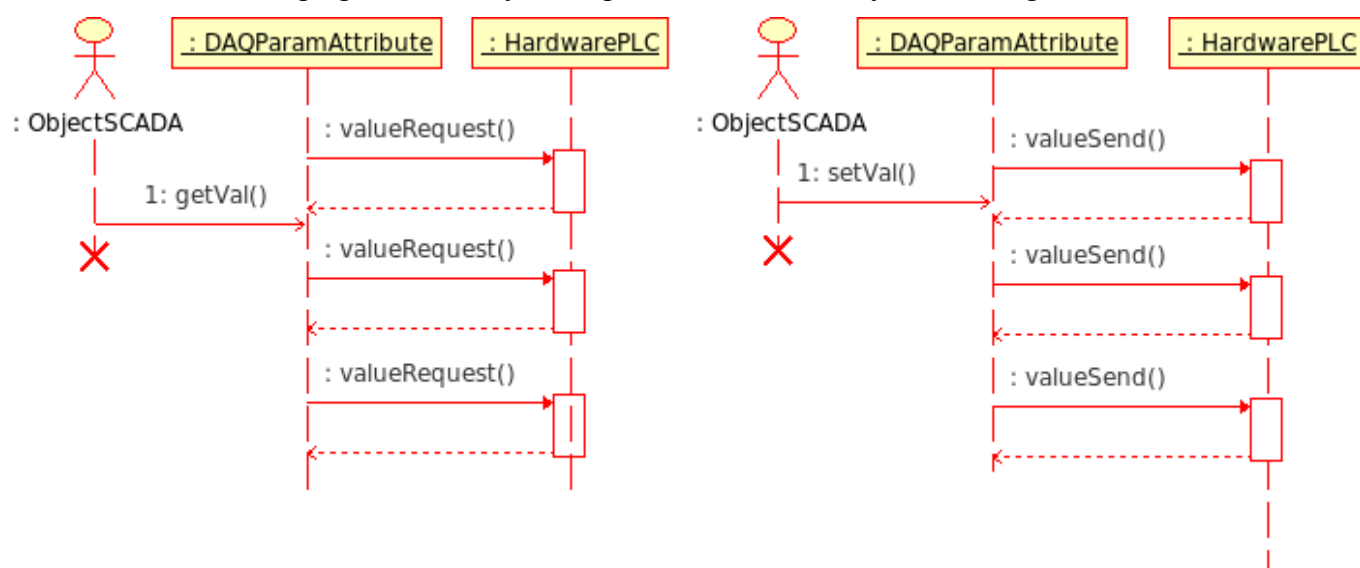 : DAQParamAttribute
: HardwarePLC
: ObjectSCADA
: valueRequest()
1: getVal()
: valueRequest()
: valueRequest()
: DAQParamAttribute
: HardwarePLC
: ObjectSCADA
: valueSend()
1: setVal()
: valueSend()
: valueSend()